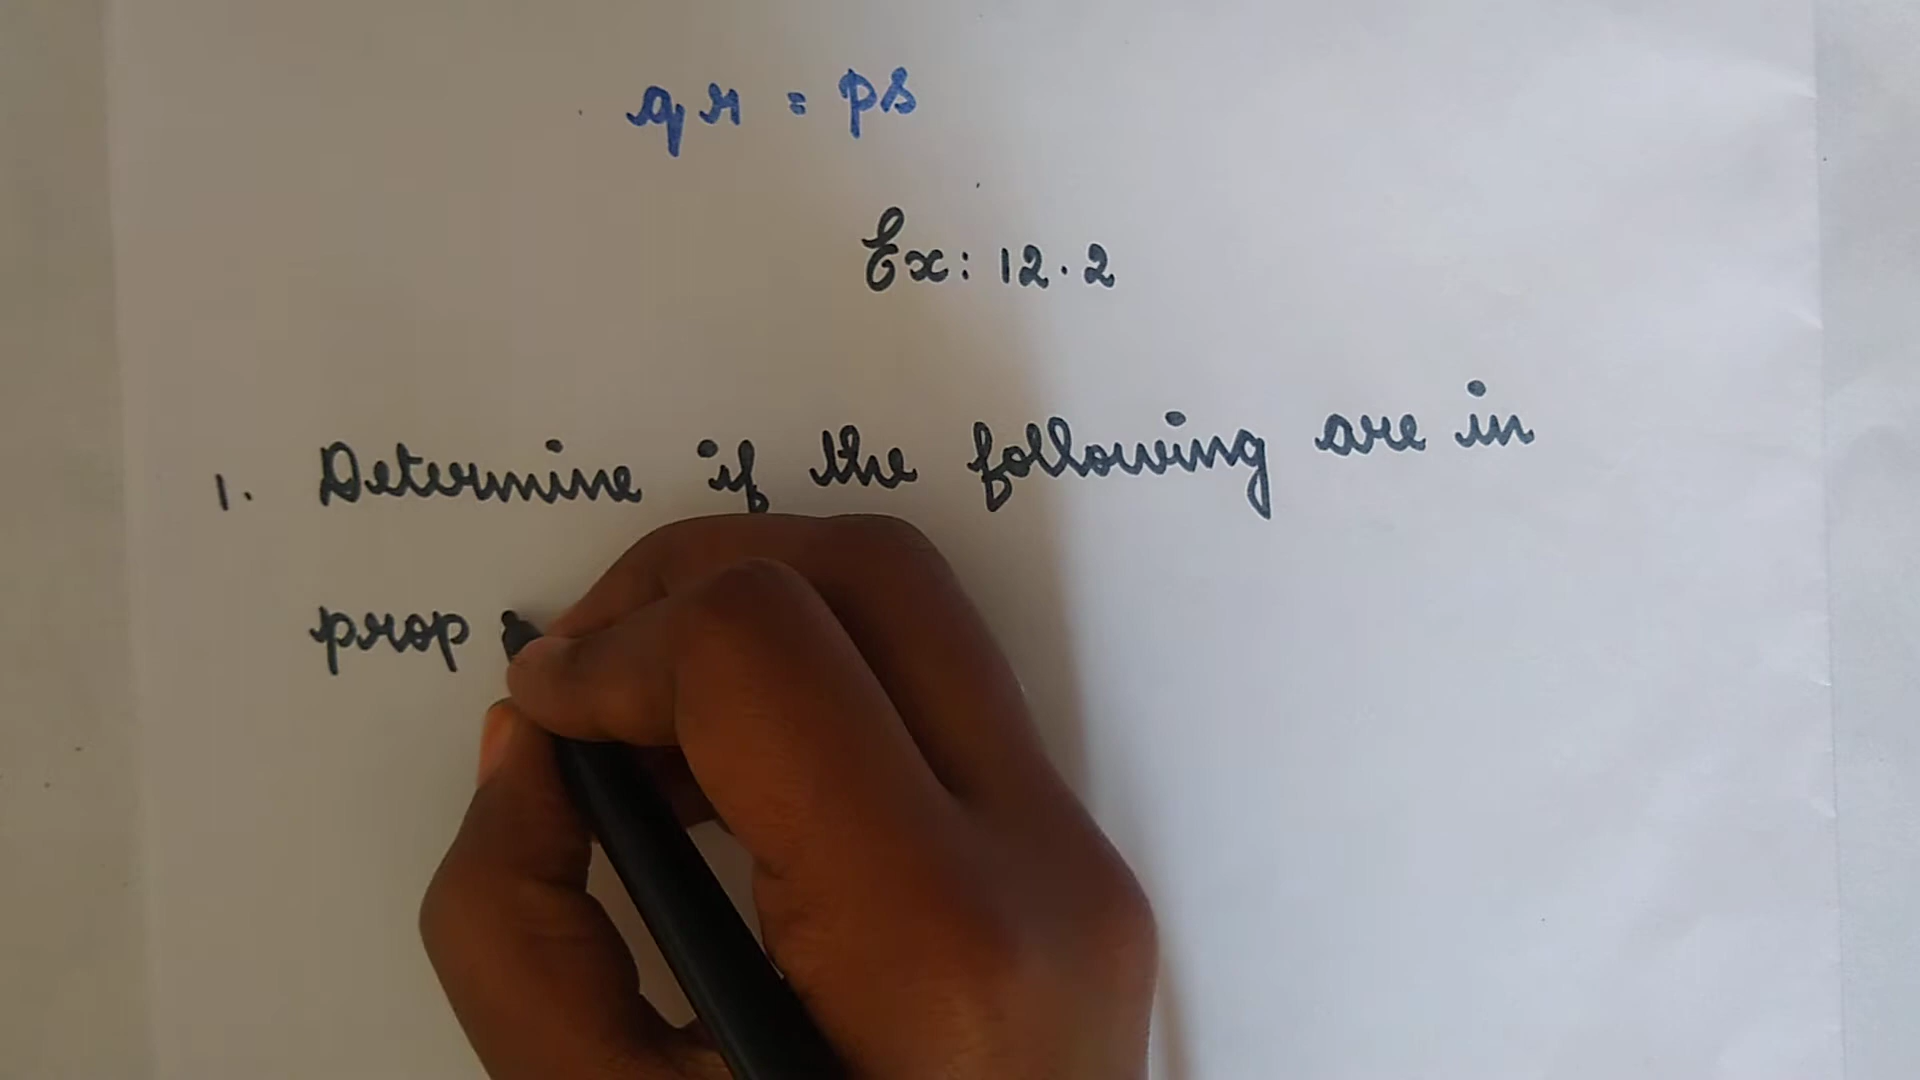 qr = ps
Ex: 12.2
1. Determine if the following are in
prop